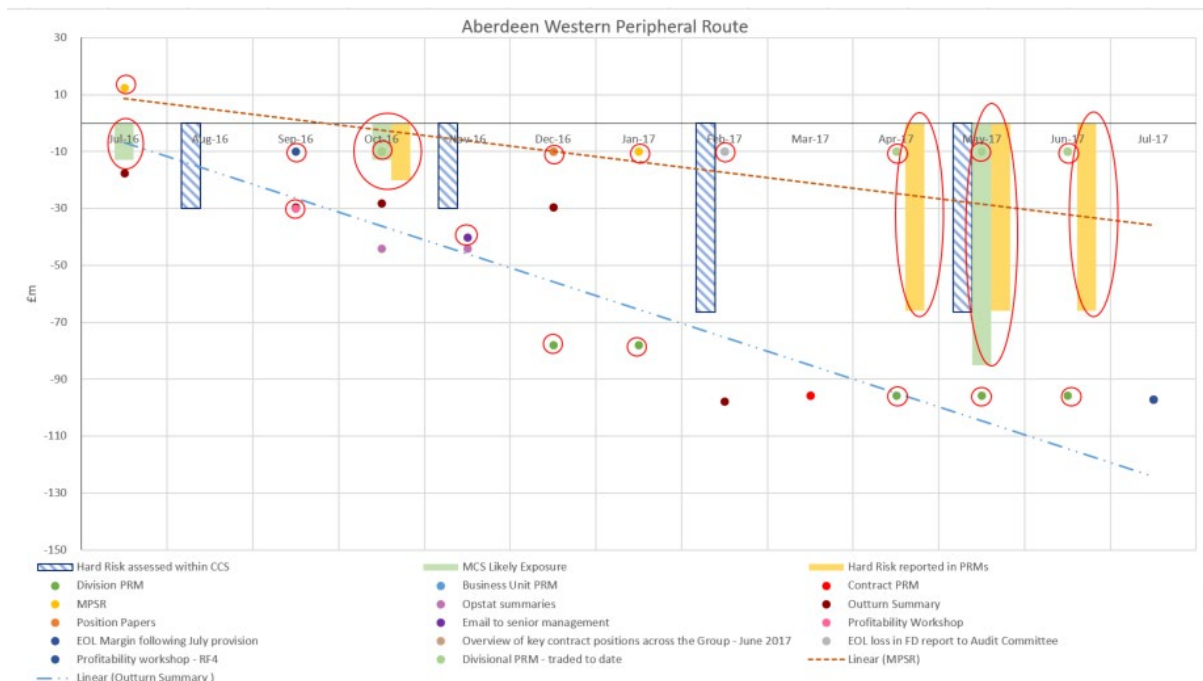 Aberdeen Western Peripheral Route
30
10
Jul-16 Aug-16 Sep-16 Oct-16 Nov-16 Dec-16 Jan-17 Feb-17 Mar-17 Apr-17 May-17 Jun-17 Jul-17
-10
-30
-50
£m
-70
-90
-110
-130
-150
Hard Risk assessed within CCS MCS Likely Exposure Hard Risk reported in PRMs
Division PRM Business Unit PRM Contract PRM
MPSR Opstat summaries Outturn Summary
Position Papers Email to senior management Profitability Workshop
EOL Margin following July provision Overview of key contract positions across the Group - June 2017 EOL loss in FD report to Audit Committee
Profitability workshop - RF4 Divisional PRM - traded to date Linear (MPSR)
Linear (Outturn Summary )